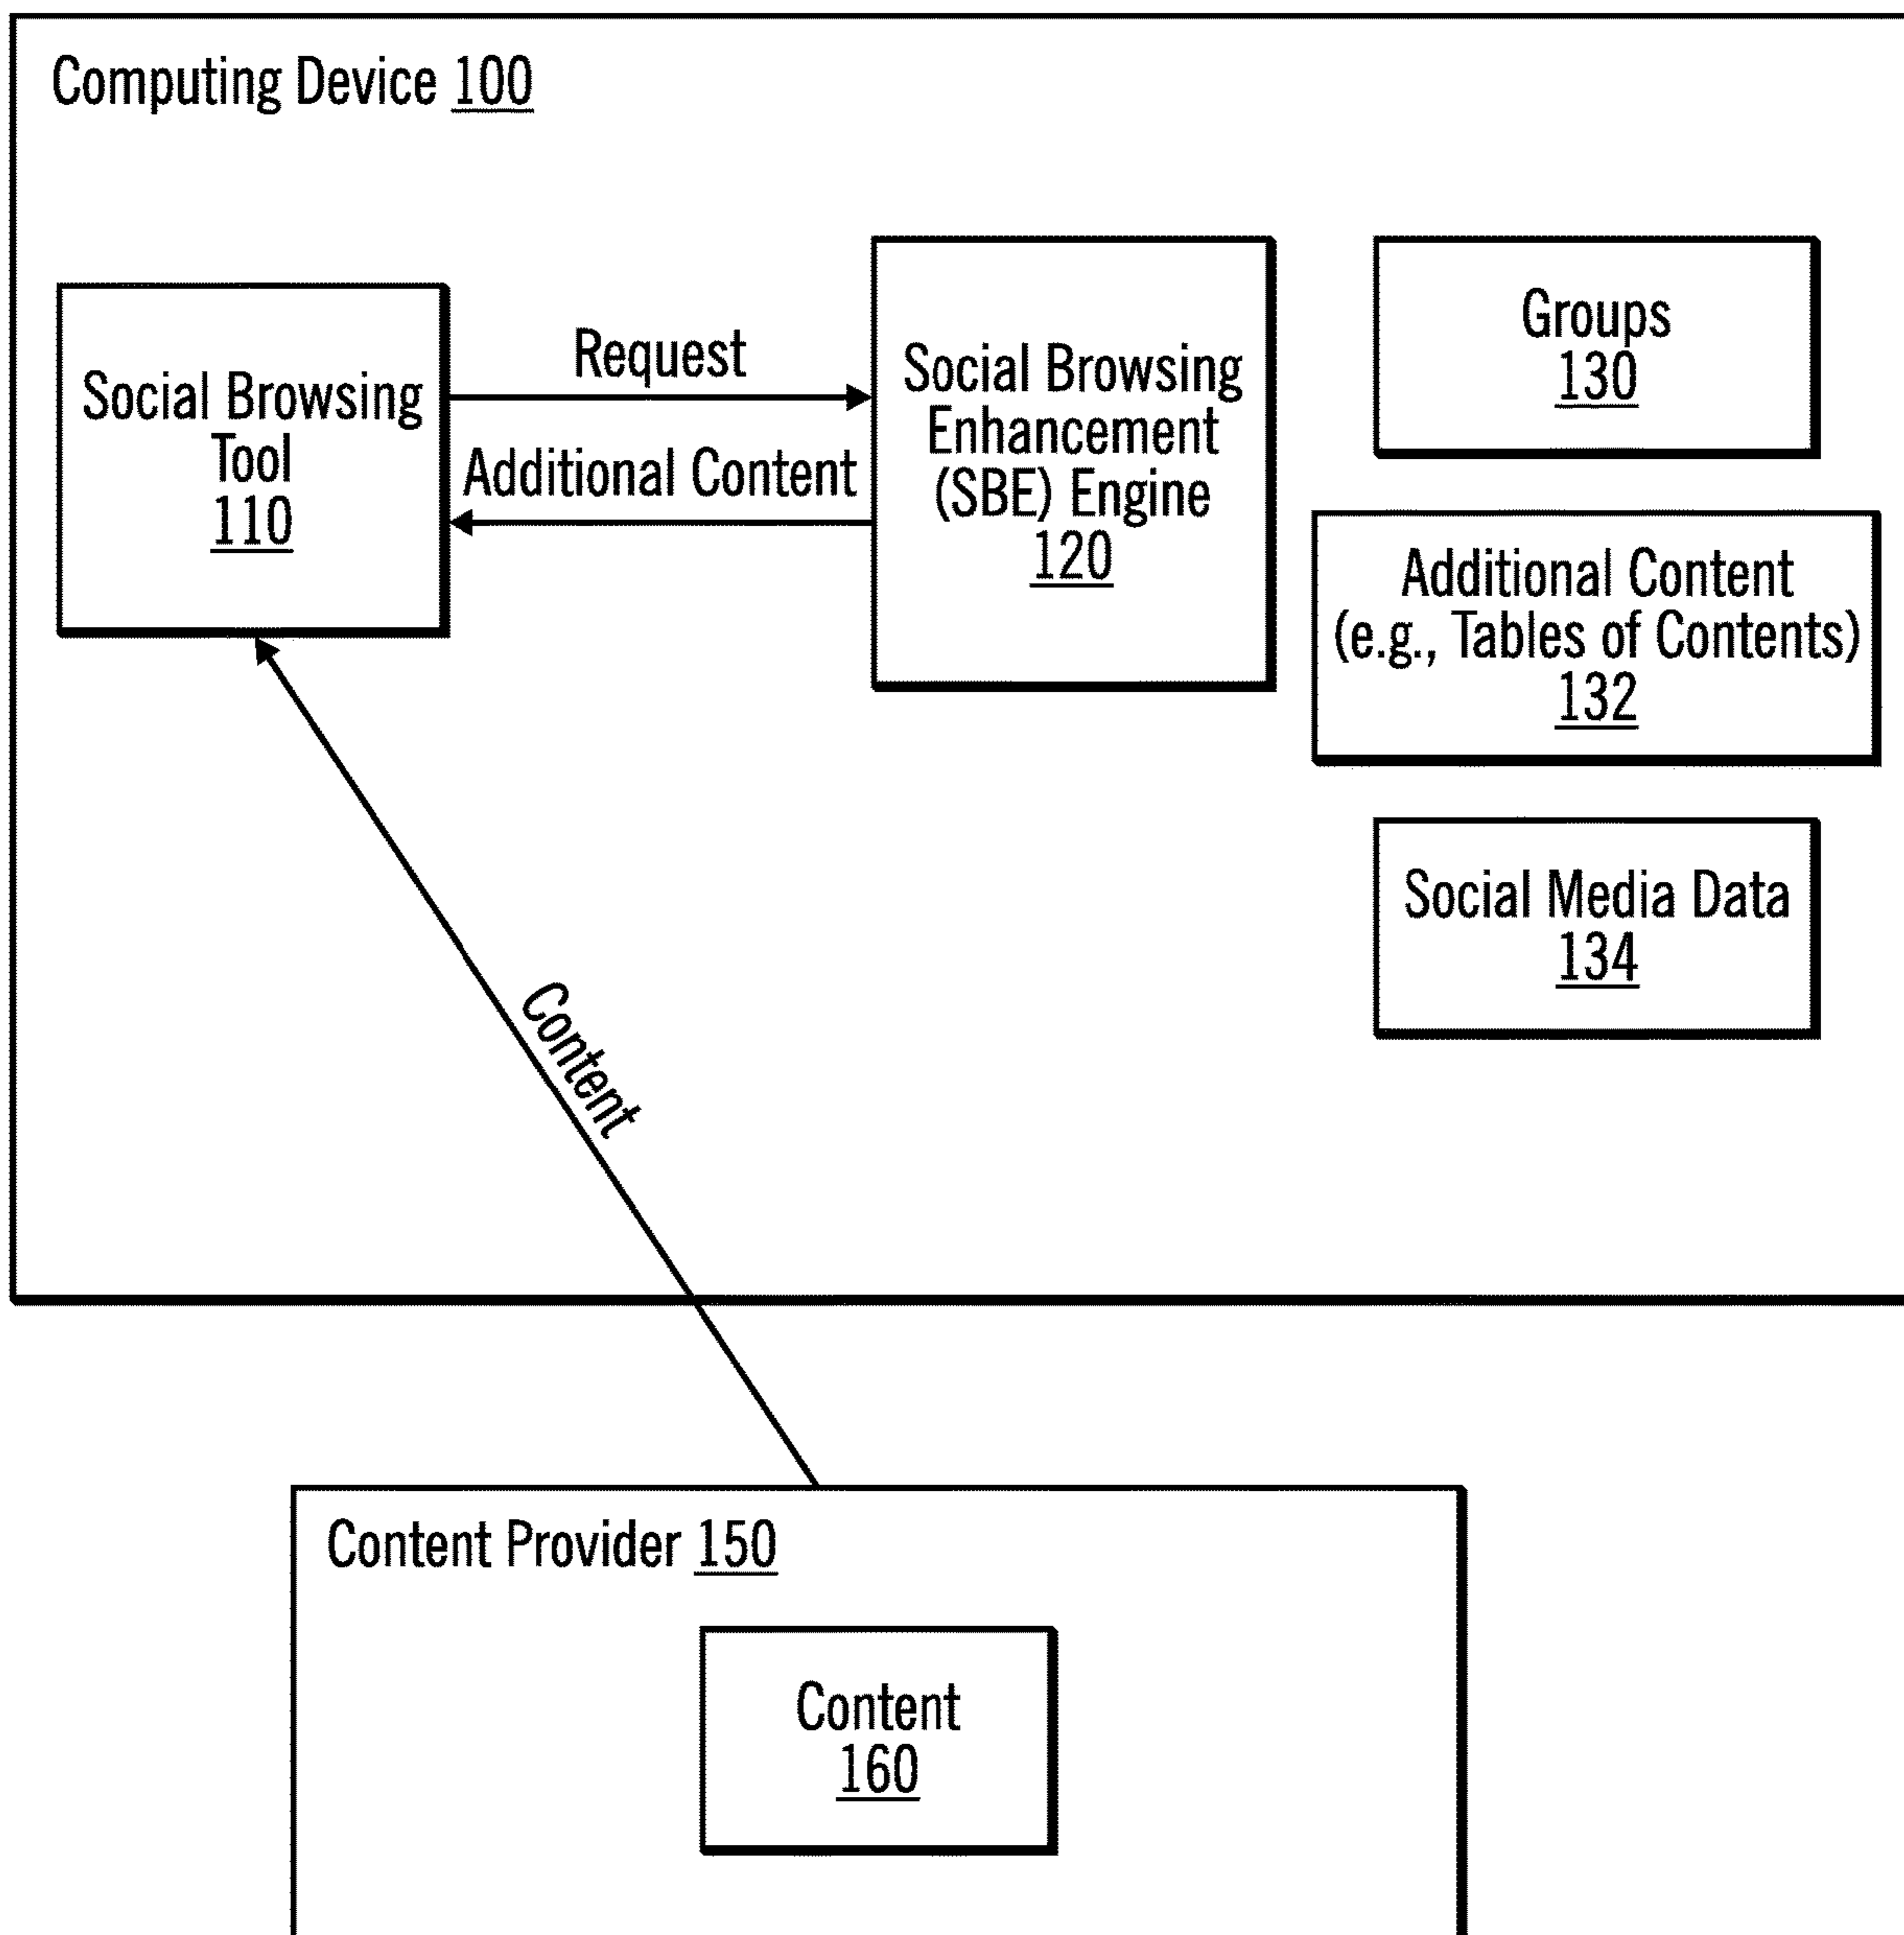 Computing Device 100
Social Browsing
Tool
110
Request
Additional Content
Social Browsing
Enhancement
(SBE) Engine
120
Groups
130
Additional Content
(e.g., Tables of Contents)
132
Social Media Data
134
Content
Content Provider 150
Content
160